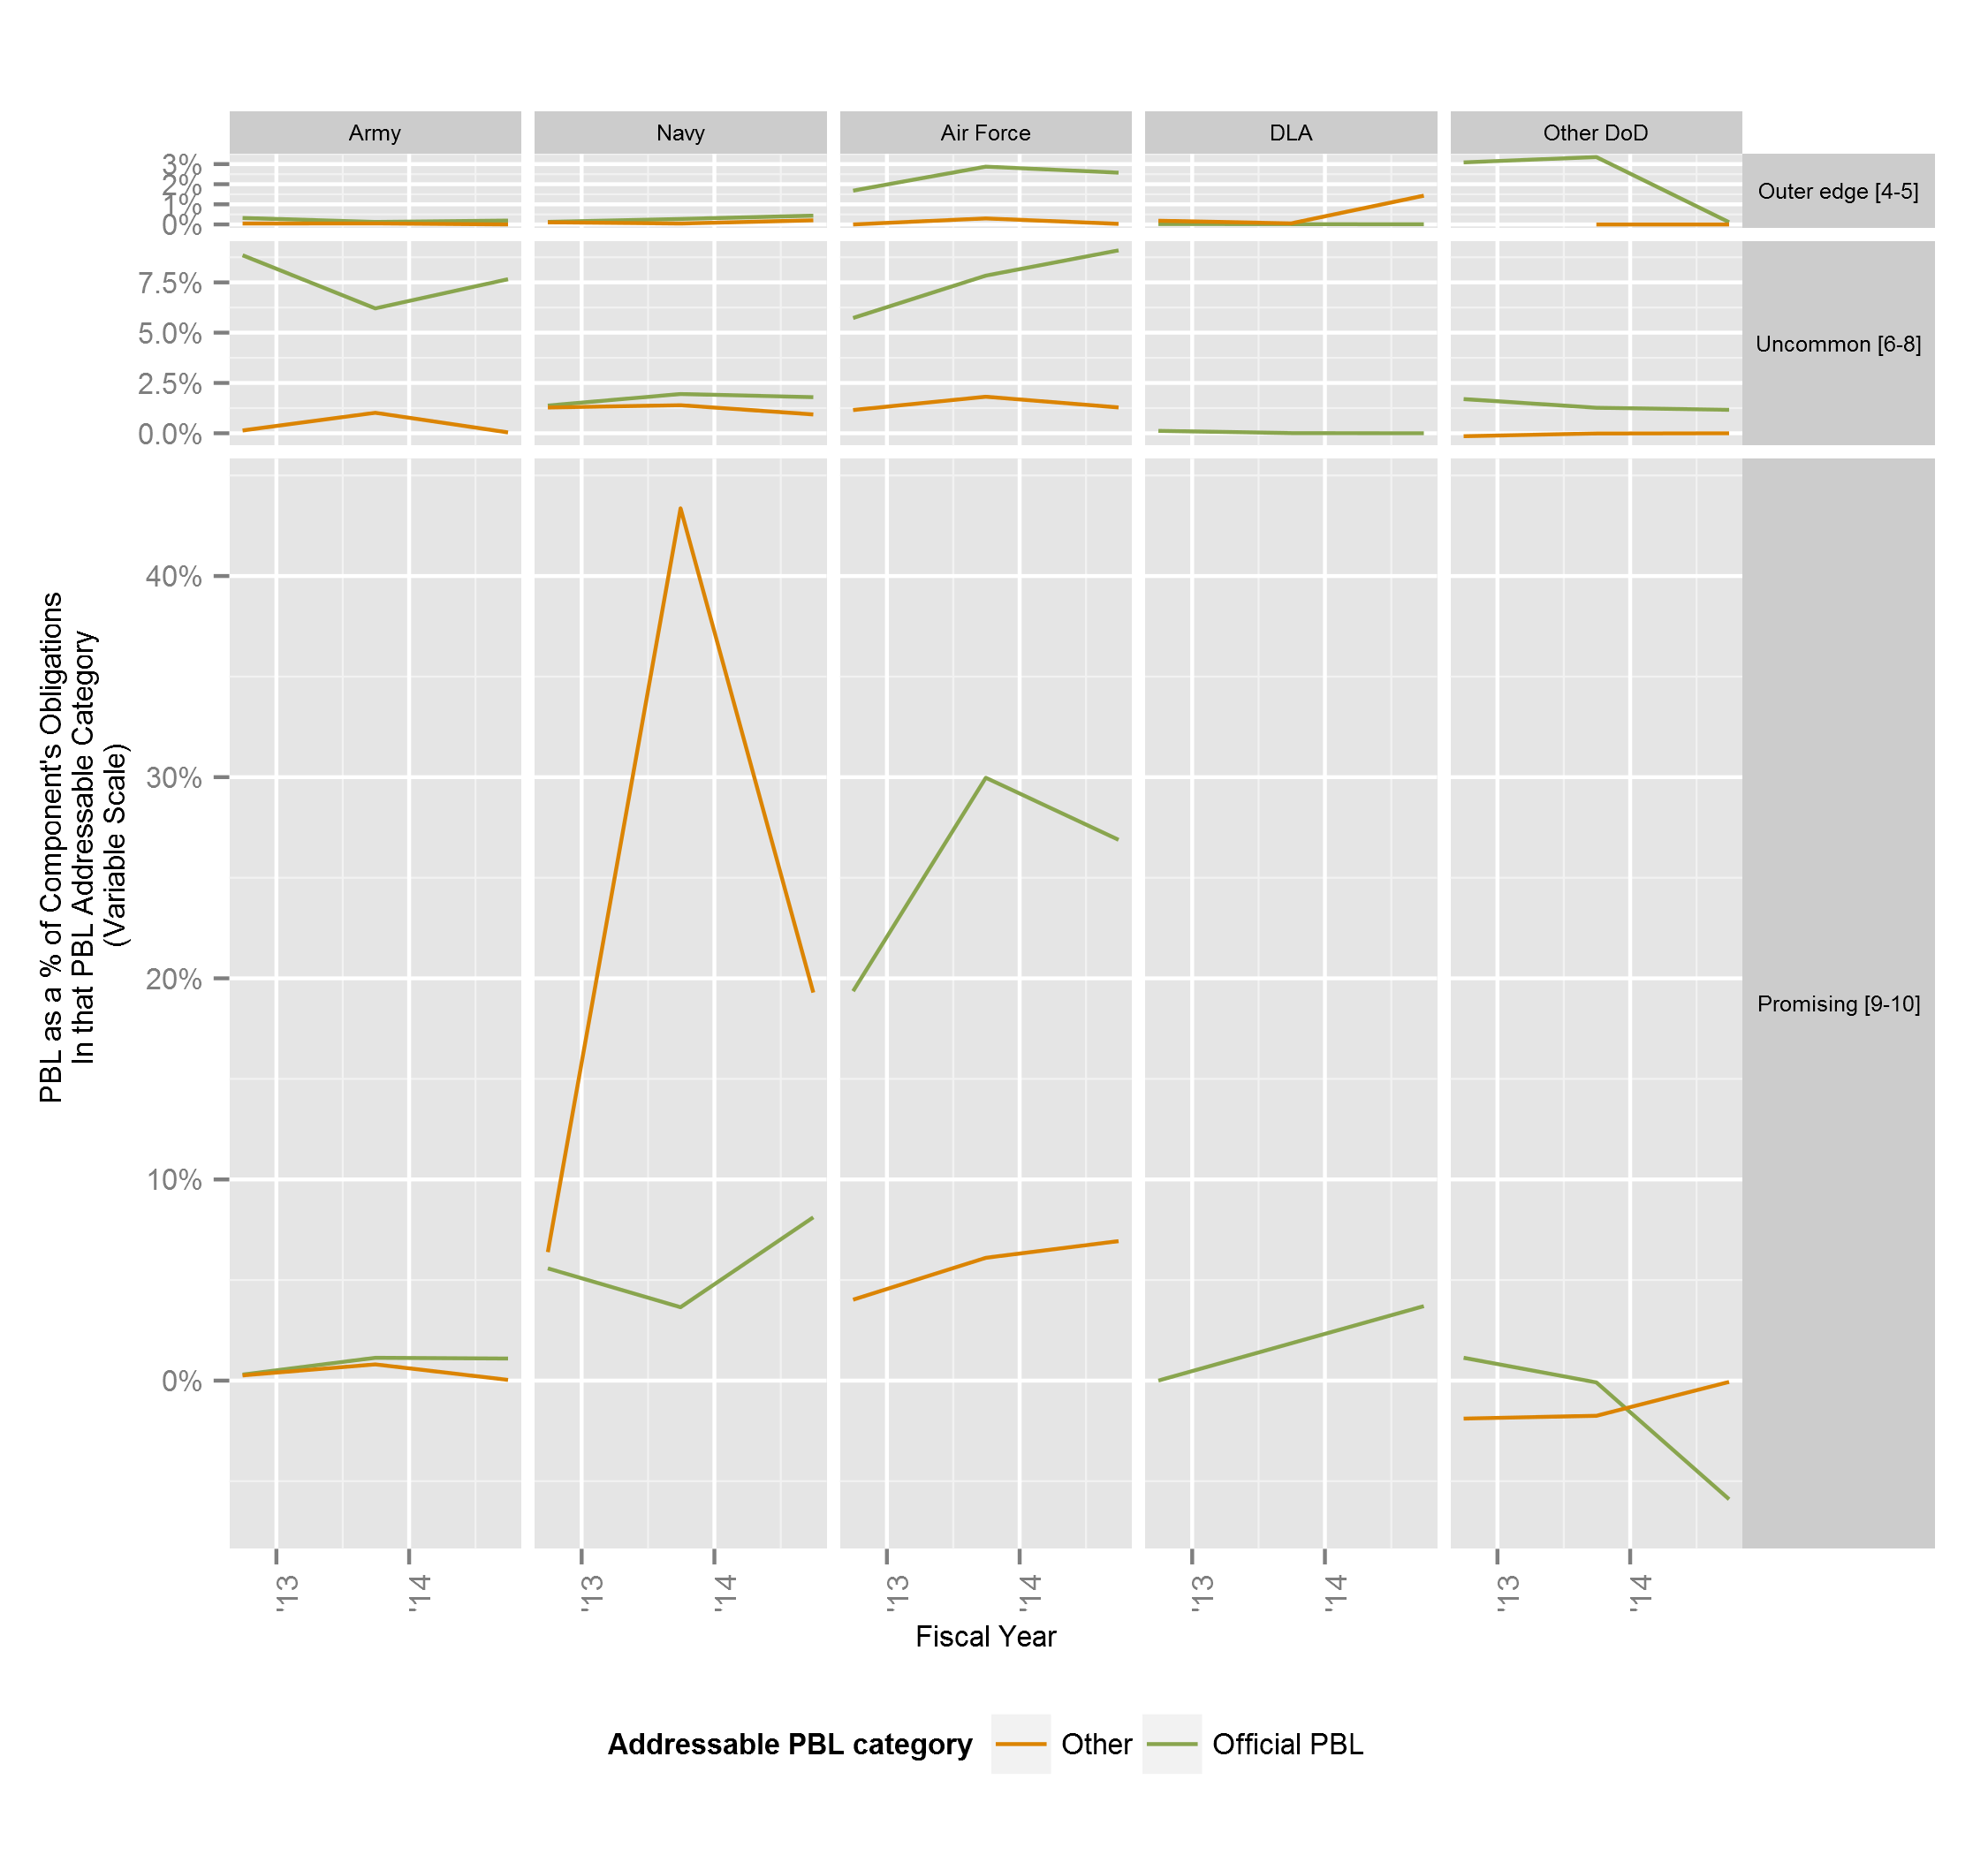 Army
Navy
Air Force
DLA
Other DoD
3%
2%
1%
0%
Outer edge [4-5]
7.5%
5.0%
2.5%
0.0%
Uncommon [6-8]
40%
30%
20%
10%
0%
Promising [9-10]
PBL as a % of Component's Obligations
In that PBL Addressable Category
(Variable Scale)
'13
'14
'13
'14
'13
'14
'13
'14
'13
'14
Fiscal Year
Addressable PBL category
Other
Official PBL